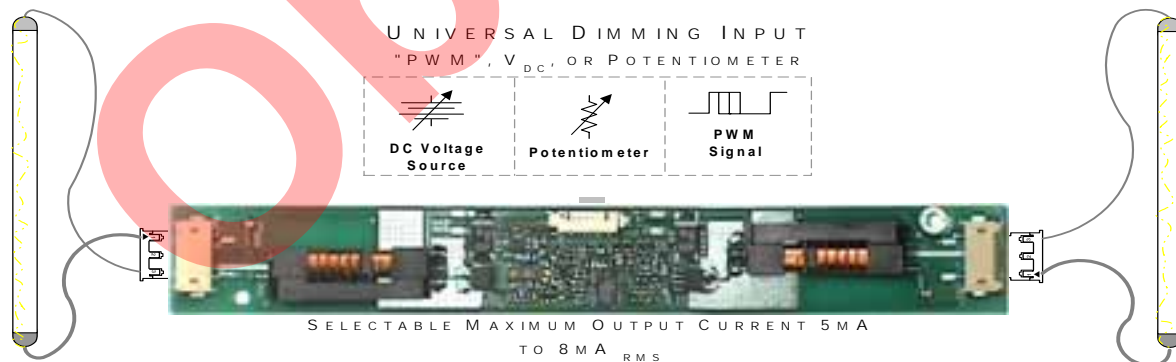 UNIVERSAL DIMMING INPUT
"PWM", VDC, OR POTENTIOMETER
DC Voltage
Source
Potentiometer
PWM
Signal
SELECTABLE MAXIMUM OUTPUT CURRENT 5MA
TO 8MA RMS